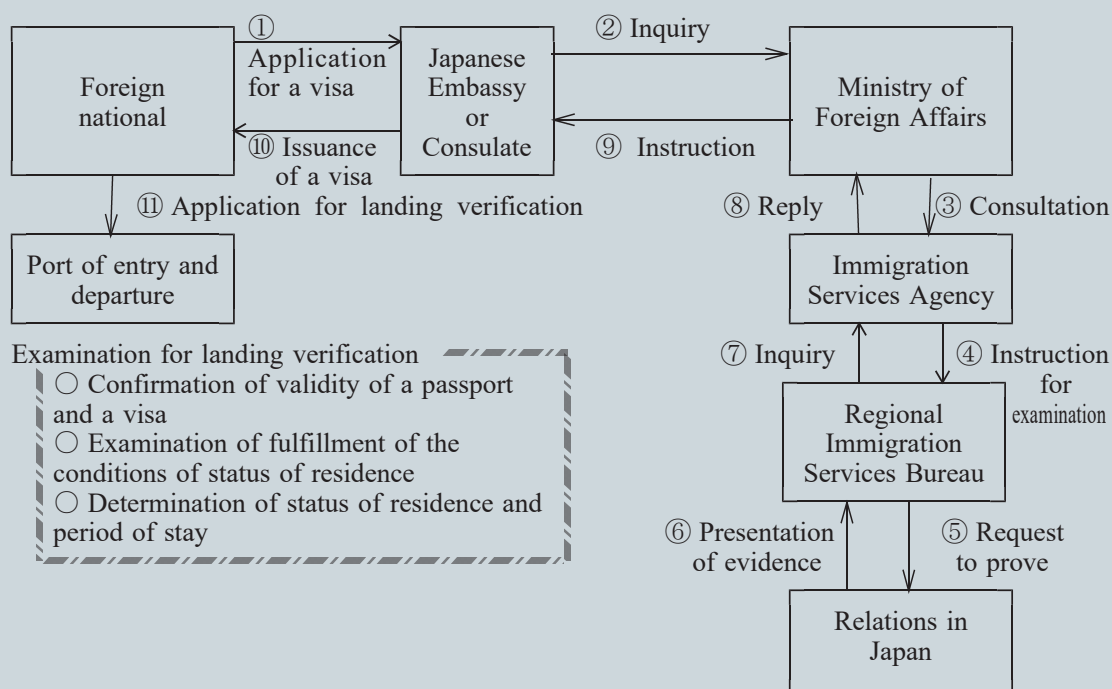 ①
Application
for a visa
② Inquiry
Foreign
national
Japanese
Embassy
or
Consulate
Ministry of
Foreign Affairs
⑩ Issuance
of a visa
⑨ Instruction
⑪ Application for landing verification
⑧ Reply
③ Consultation
Port of entry and
departure
Immigration
Services Agency
Examination for landing verification
○ Confirmation of validity of a passport
and a visa
○ Examination of fulfillment of the
conditions of status of residence
○ Determination of status of residence and
period of stay
⑦ Inquiry
④ Instruction
for
examination
Regional
Immigration
Services Bureau
⑥ Presentation
of evidence
⑤ Request
to prove
Relations in
Japan